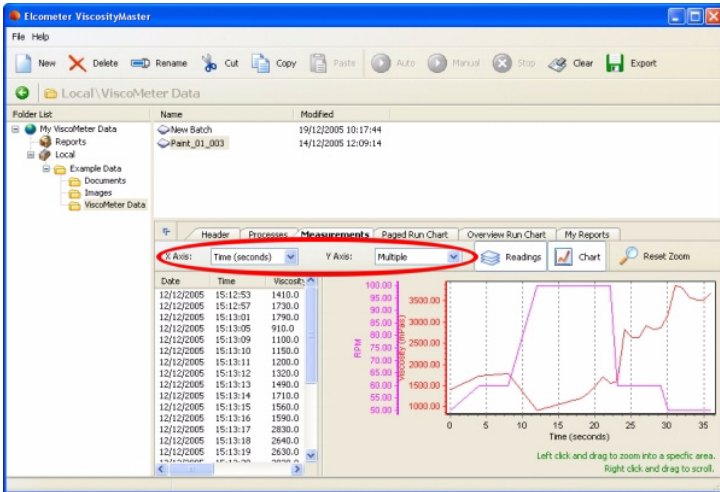 Elcometer ViscosityMaster
File Help
New Delete Rename Cut Copy Paste Auto Manual Stop Clear Export
Local\ViscoMeter Data
Folder List
My ViscoMeter Data
Reports
Local
Example Data
Documents
Images
ViscoMeter Data
Name Modified
New Batch 19/12/2005 10:17:44
Paint_01_003 14/12/2005 12:09:14
Header Processes Measurements Paged Run Chart Overview Run Chart My Reports
X Axis: Time (seconds) Y Axis: Multiple Readings Chart Reset Zoom
Date Time Viscosity
12/12/2005 15:12:53 1410.0
12/12/2005 15:12:57 1730.0
12/12/2005 15:13:01 1790.0
12/12/2005 15:13:05 910.0
12/12/2005 15:13:09 1100.0
12/12/2005 15:13:10 1150.0
12/12/2005 15:13:11 1200.0
12/12/2005 15:13:12 1320.0
12/12/2005 15:13:13 1490.0
12/12/2005 15:13:14 1710.0
12/12/2005 15:13:15 1560.0
12/12/2005 15:13:16 1590.0
12/12/2005 15:13:17 2830.0
12/12/2005 15:13:18 2640.0
12/12/2005 15:13:19 2630.0
RPM
100.00
95.00
90.00
85.00
80.00
75.00
70.00
65.00
60.00
55.00
50.00
Viscosity (mPas)
3500.00
3000.00
2500.00
2000.00
1500.00
1000.00
0 5 10 15 20 25 30 35
Time (seconds)
Left click and drag to zoom into a specfic area.
Right click and drag to scroll.